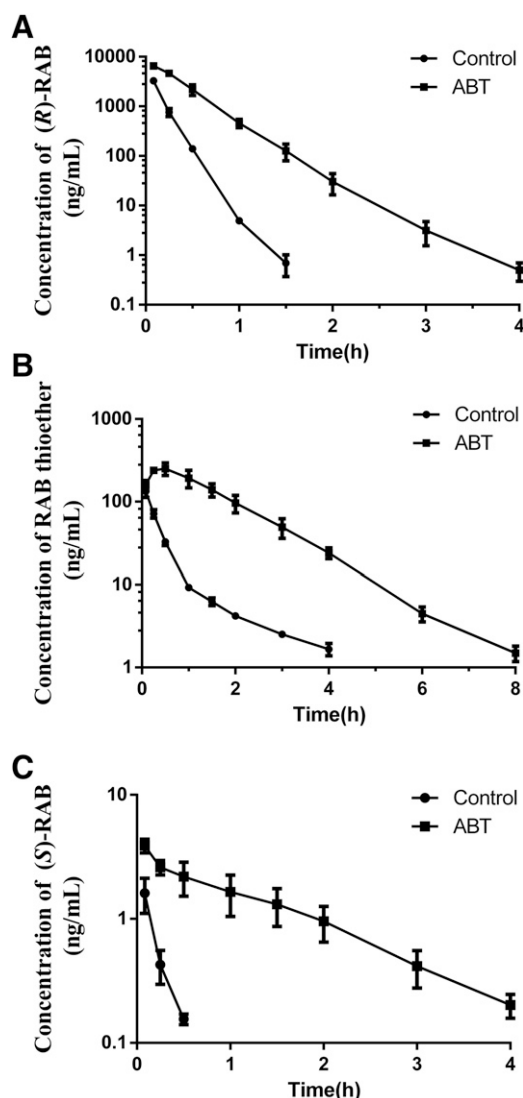 A
Concentration of (R)-RAB
(ng/mL)
10000
1000
100
10
1
0.1
0
1
2
3
4
Time(h)
Control
ABT
B
Concentration of RAB thioether
(ng/mL)
1000
100
10
1
0
2
4
6
8
Time(h)
Control
ABT
C
Concentration of (S)-RAB
(ng/mL)
10
1
0.1
0
1
2
3
4
Time(h)
Control
ABT